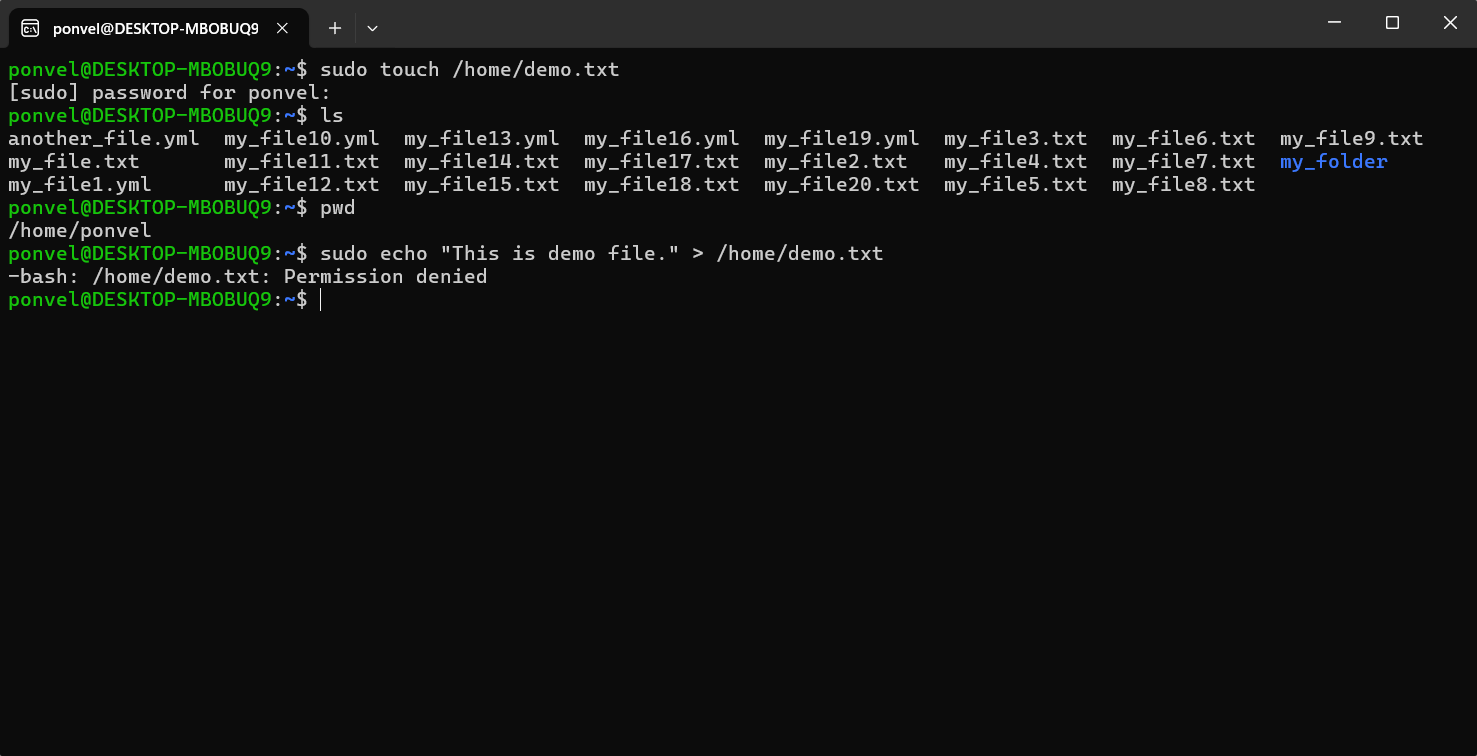 ponvel@DESKTOP-MBOBUQ9
ponvel@DESKTOP-MBOBUQ9:~$ sudo touch /home/demo.txt
[sudo] password for ponvel:
ponvel@DESKTOP-MBOBUQ9:~$ ls
another_file.yml  my_file10.yml  my_file13.yml  my_file16.yml  my_file19.yml  my_file3.txt  my_file6.txt  my_file9.txt
my_file.txt       my_file11.txt  my_file14.txt  my_file17.txt  my_file2.txt   my_file4.txt  my_file7.txt  my_folder
my_file1.yml      my_file12.txt  my_file15.txt  my_file18.txt  my_file20.txt  my_file5.txt  my_file8.txt
ponvel@DESKTOP-MBOBUQ9:~$ pwd
/home/ponvel
ponvel@DESKTOP-MBOBUQ9:~$ sudo echo "This is demo file." > /home/demo.txt
-bash: /home/demo.txt: Permission denied
ponvel@DESKTOP-MBOBUQ9:~$